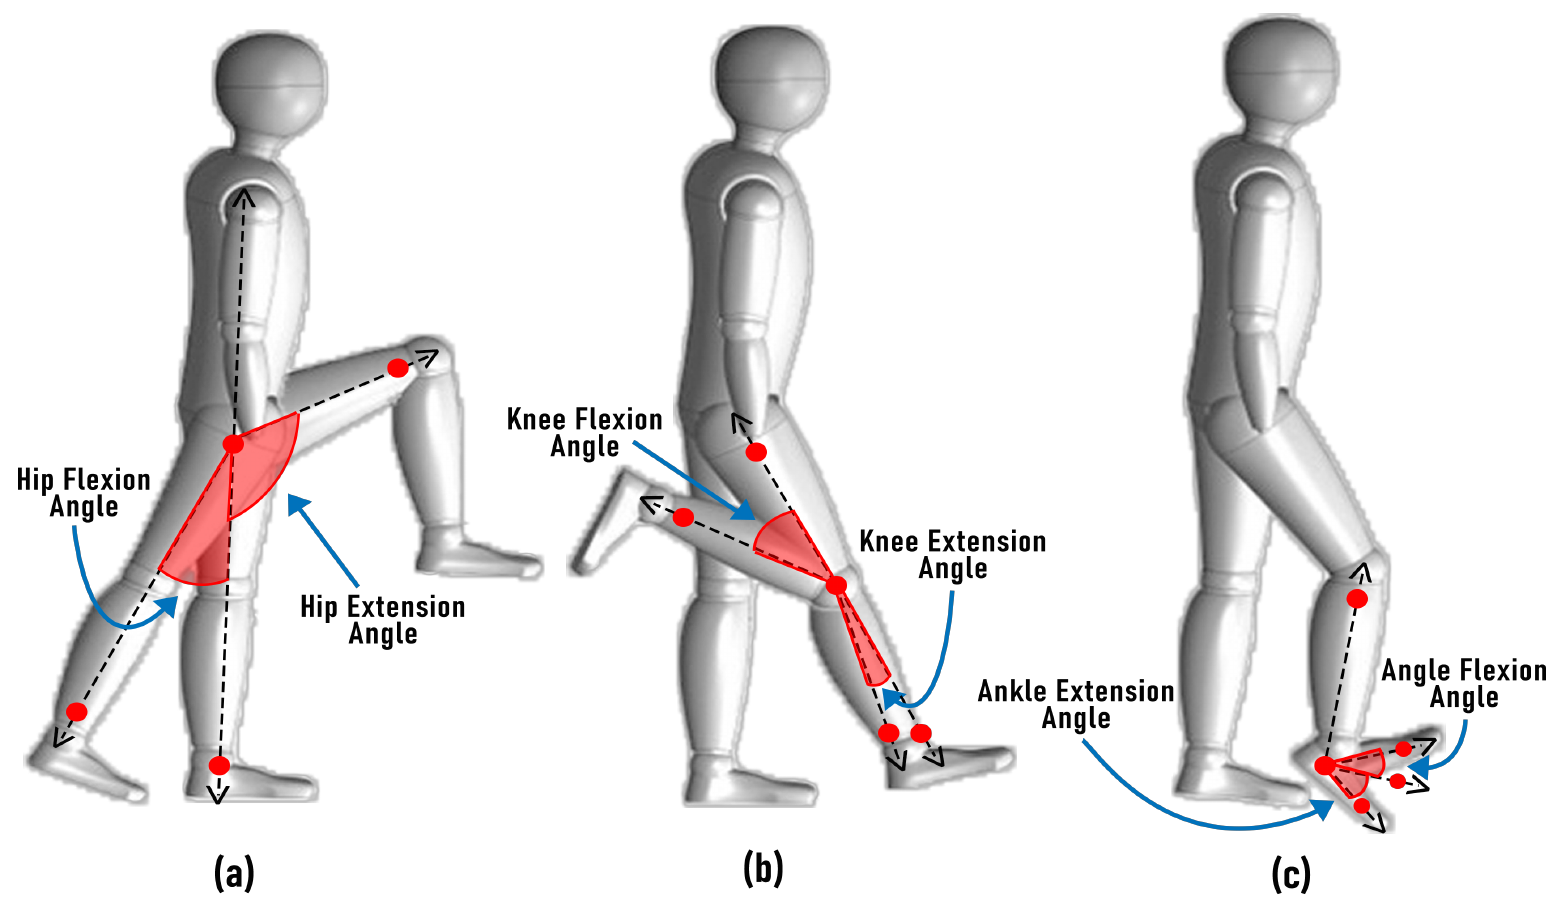 Hip Flexion
Angle
Hip Extension
Angle
(a)
Knee Flexion
Angle
Knee Extension
Angle
(b)
Ankle Extension
Angle
Angle Flexion
Angle
(c)